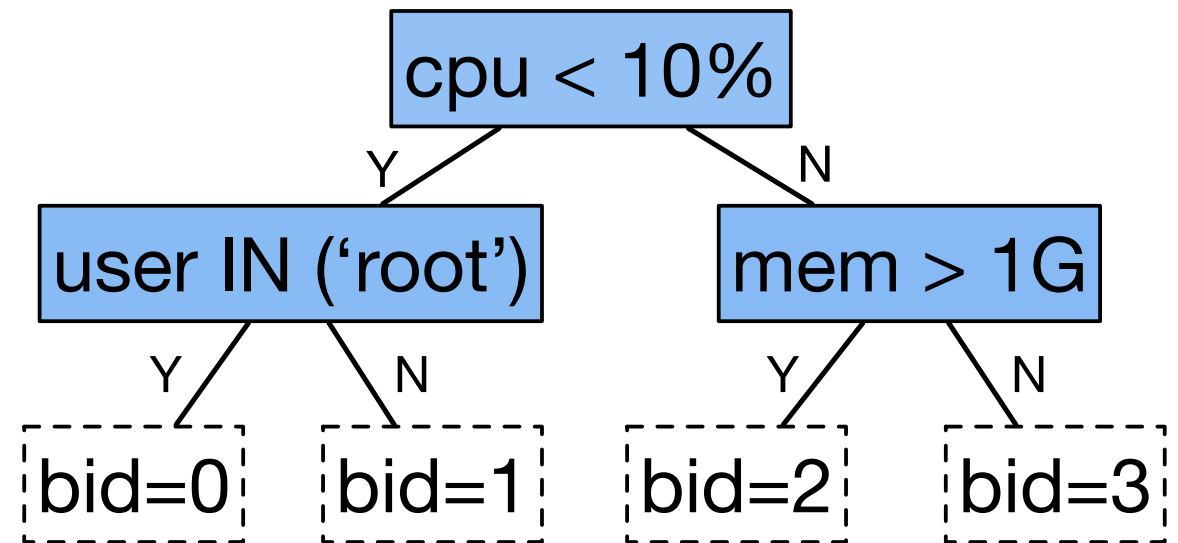 cpu < 10%
Y
N
user IN (‘root’)
mem > 1G
Y
N
Y
N
bid=0
bid=1
bid=2
bid=3